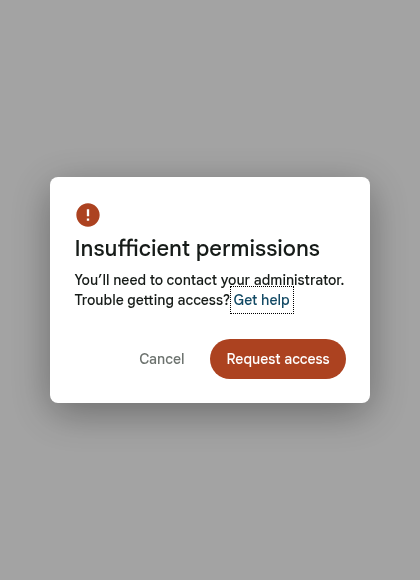 Insufficient permissions
You’ll need to contact your administrator.
Trouble getting access? Get help
Cancel
Request access